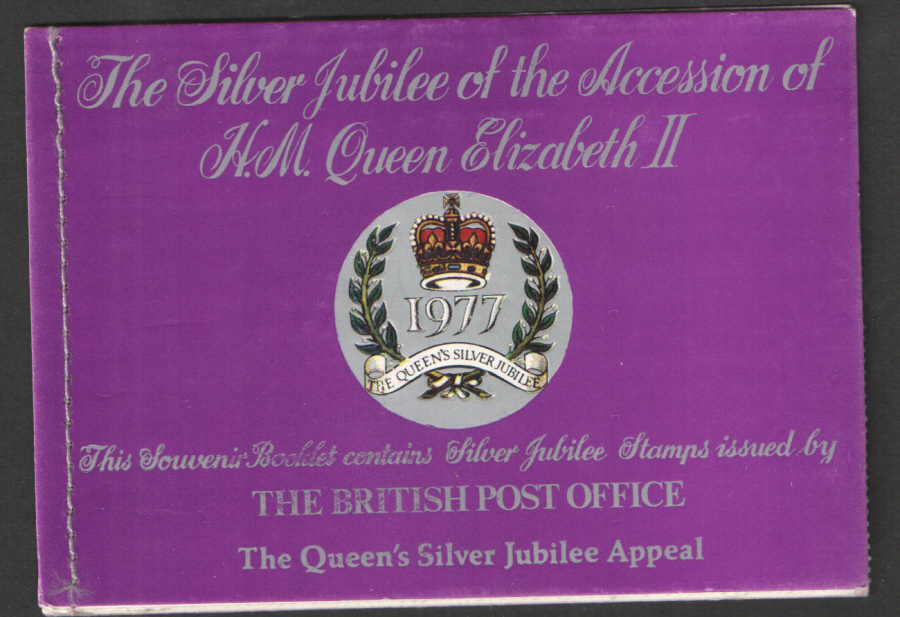 The Silver Jubilee of the Accession of
H.M. Queen Elizabeth II
1977
THE QUEEN'S SILVER JUBILEE
This Souvenir Booklet contains Silver Jubilee Stamps issued by
THE BRITISH POST OFFICE
The Queen's Silver Jubilee Appeal